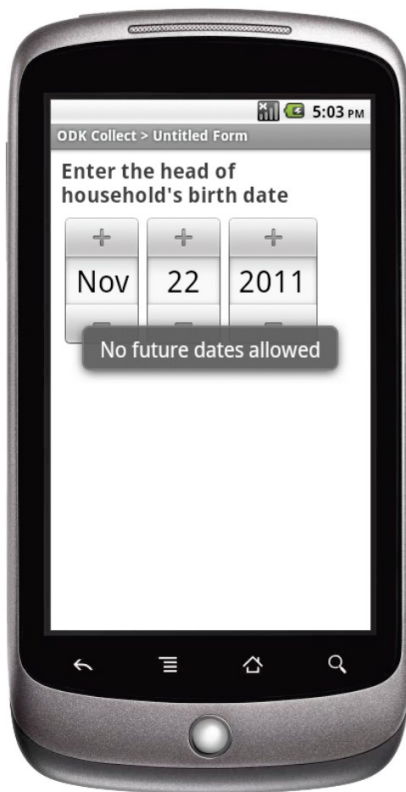 5:03 PM
ODK Collect > Untitled Form
Enter the head of
household's birth date
+ + +
Nov 22 2011
No future dates allowed